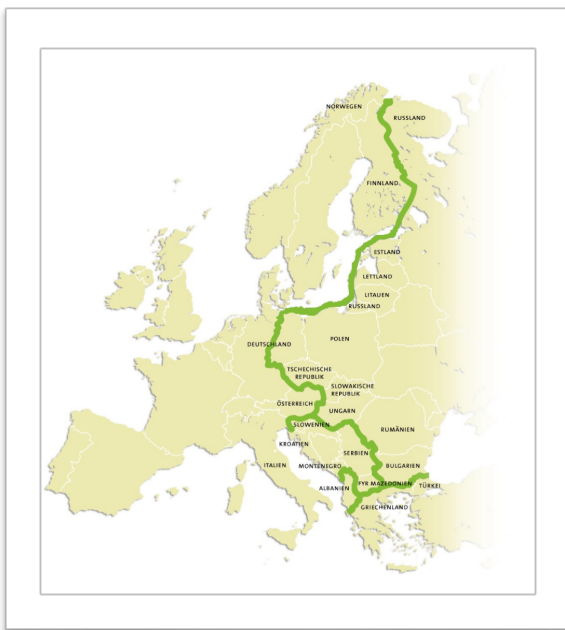 NORWEGEN
RUSSLAND
FINNLAND
ESTLAND
LETTLAND
LITAUEN
RUSSLAND
DEUTSCHLAND
POLEN
TSCHECHISCHE
REPUBLIK
SLOWAKISCHE
REPUBLIK
ÖSTERREICH
UNGARN
SLOWENIEN
RUMÄNIEN
KROATIEN
SERBIEN
ITALIEN
MONTENEGRO
BULGARIEN
ALBANIEN
FYR MAZEDONIEN
TÜRKEI
GRIECHENLAND